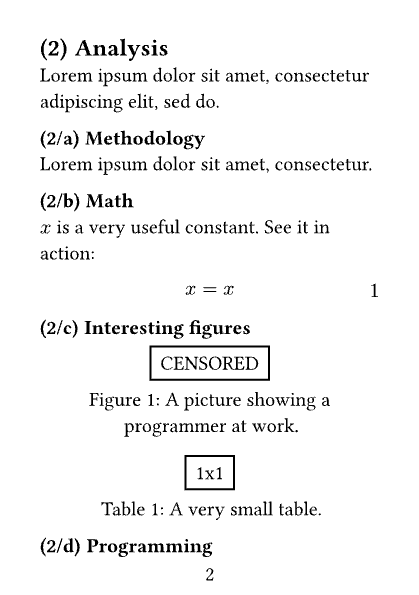 (2) Analysis
Lorem ipsum dolor sit amet, consectetur
adipiscing elit, sed do.
(2/a) Methodology
Lorem ipsum dolor sit amet, consectetur.
(2/b) Math
x is a very useful constant. See it in
action:
x = x 1
(2/c) Interesting figures
CENSORED
Figure 1: A picture showing a
programmer at work.
1x1
Table 1: A very small table.
(2/d) Programming
2